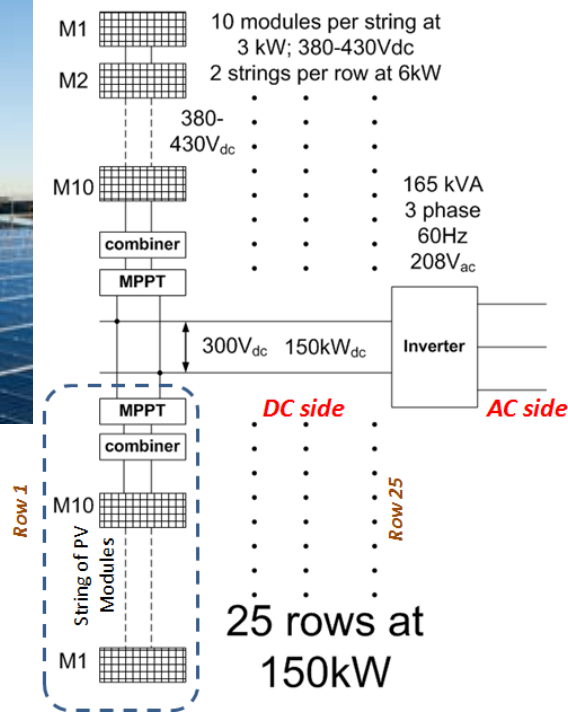 M1
10 modules per string at
3 kW; 380-430Vdc
2 strings per row at 6kW
M2
380-
430Vdc
M10
165 kVA
3 phase
60Hz
208Vac
combiner
MPPT
300Vdc 150kWdc
Inverter
MPPT
DC side
AC side
combiner
Row 1
M10
Row 25
String of PV
Modules
25 rows at
150kW
M1